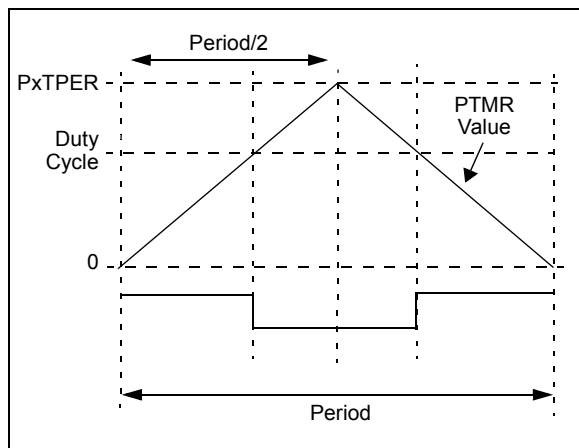 Period/2
PxTPER
PTMR
Value
Duty
Cycle
0
Period